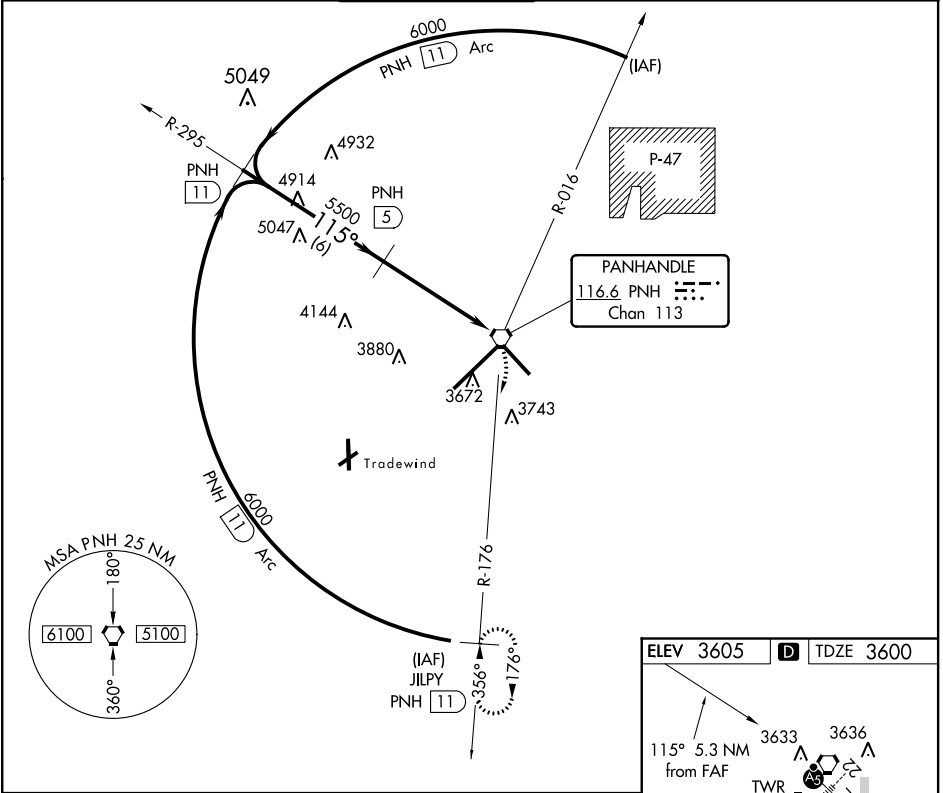 6000
PNH 11 Arc
(IAF)
5049
R-295
4932
P-47
PNH
11
4914
PNH
5
5500
R-016
115°
5047
(6)
PANHANDLE
116.6 PNH
Chan 113
4144
3880
3672
3743
Tradewind
PNH 11 Arc
6000
R-176
MSA PNH 25 NM
180°
6100
5100
360°
(IAF)
JILPY
PNH 11
356°
176°
ELEV 3605
D
TDZE 3600
115° 5.3 NM
from FAF
3633
3636
A5
22
TWR